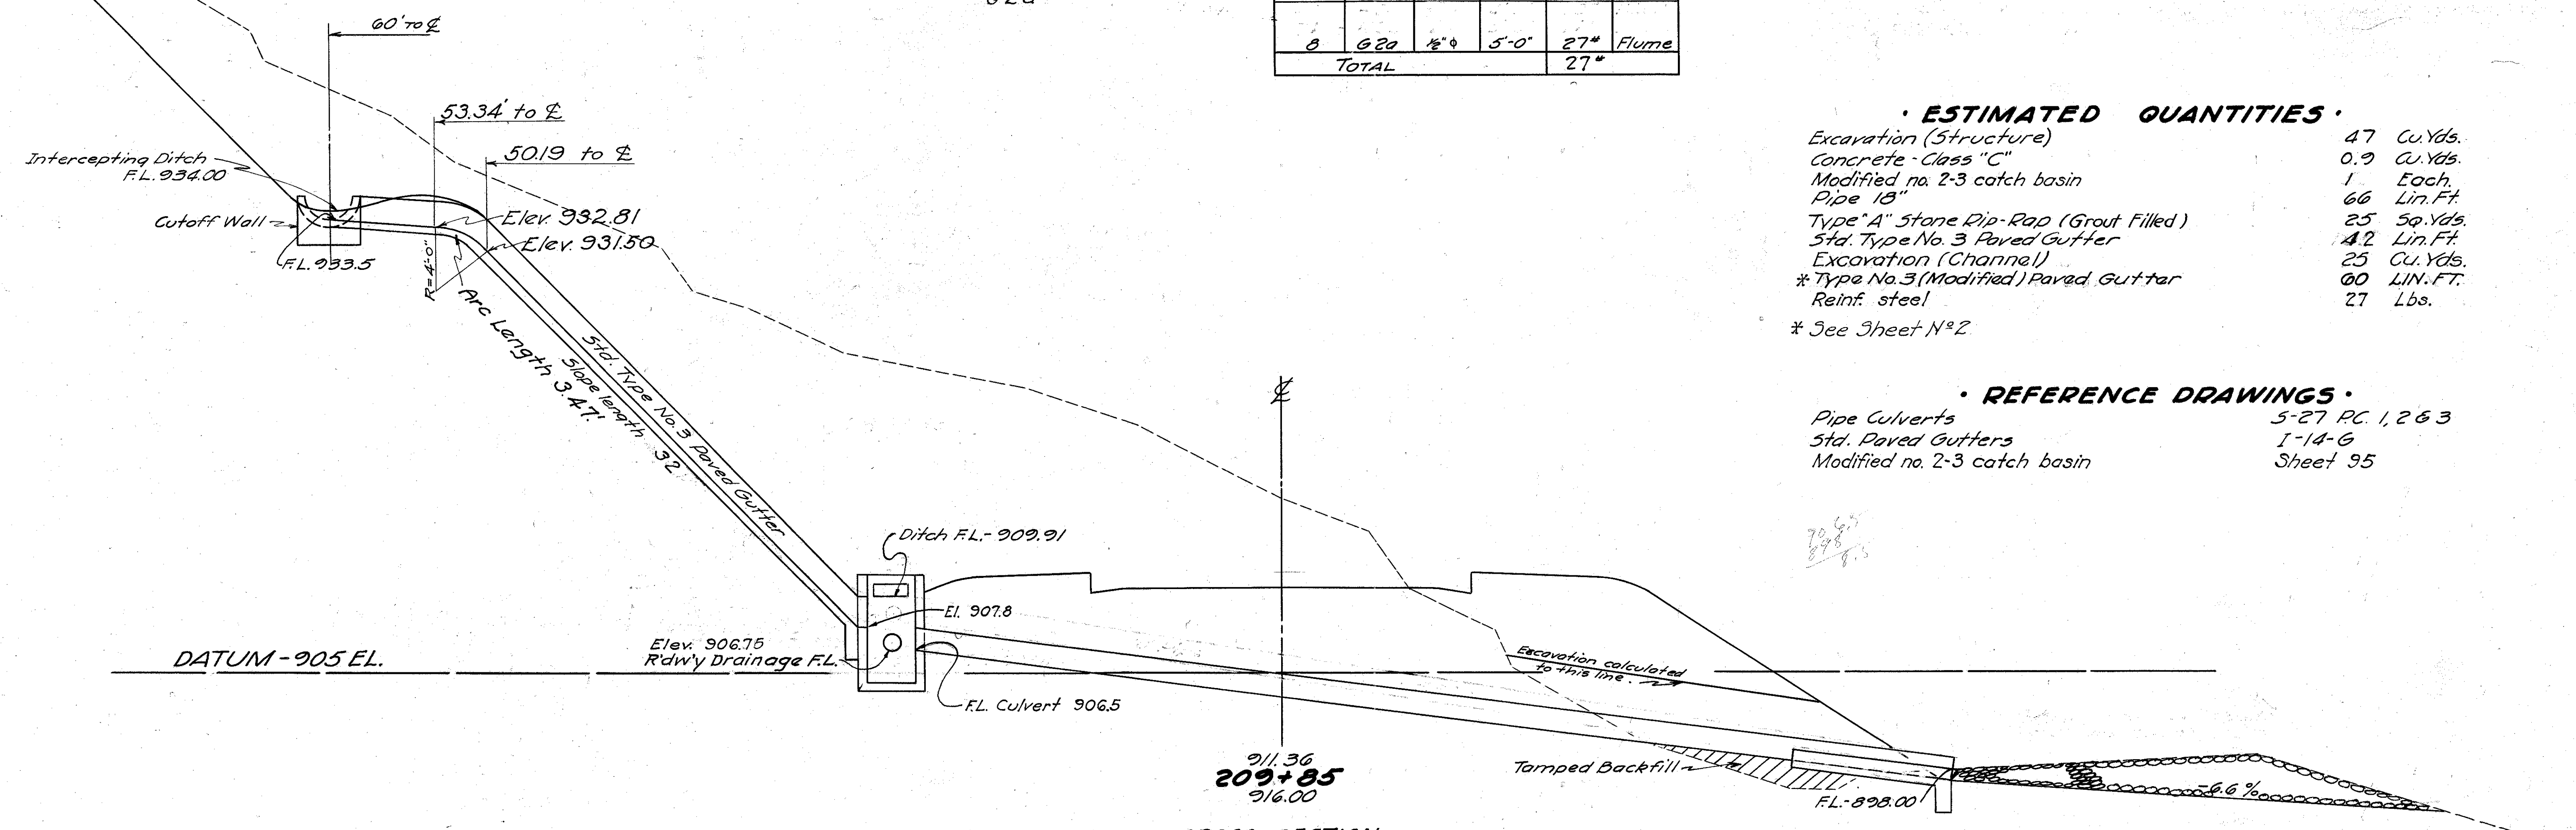 60' TO ℄
8 G2a ½"φ 5'-0" 27# Flume
TOTAL 27#
53.34' to ℄
50.19 to ℄
Intercepting Ditch
F.L. 934.00
Cutoff Wall
F.L. 933.5
Elev. 932.81
Elev. 931.50
R=4'-0"
Arc Length 3.47'
Slope length 32
Std. Type No. 3 Paved Gutter
· ESTIMATED QUANTITIES ·
Excavation (Structure) 47 Cu.Yds.
Concrete - Class "C" 0.9 Cu.Yds.
Modified no. 2-3 catch basin 1 Each.
Pipe 18" 66 Lin.Ft.
Type "A" Stone Rip-Rap (Grout Filled) 25 Sq.Yds.
Std. Type No. 3 Paved Gutter 42 Lin.Ft.
Excavation (Channel) 25 Cu.Yds.
* Type No. 3 (Modified) Paved Gutter 60 LIN. FT.
Reinf. steel 27 Lbs.
* See Sheet Nº 2
· REFERENCE DRAWINGS ·
Pipe Culverts S-27 P.C. 1, 2 & 3
Std. Paved Gutters I-14-G
Modified no. 2-3 catch basin Sheet 95
℄
Ditch F.L.- 909.91
El. 907.8
Elev. 906.75
R'dw'y Drainage F.L.
DATUM - 905 EL.
F.L. Culvert 906.5
Excavation calculated
to this line.
911.36
209+85
916.00
Tamped Backfill
F.L.-898.00
-6.6%